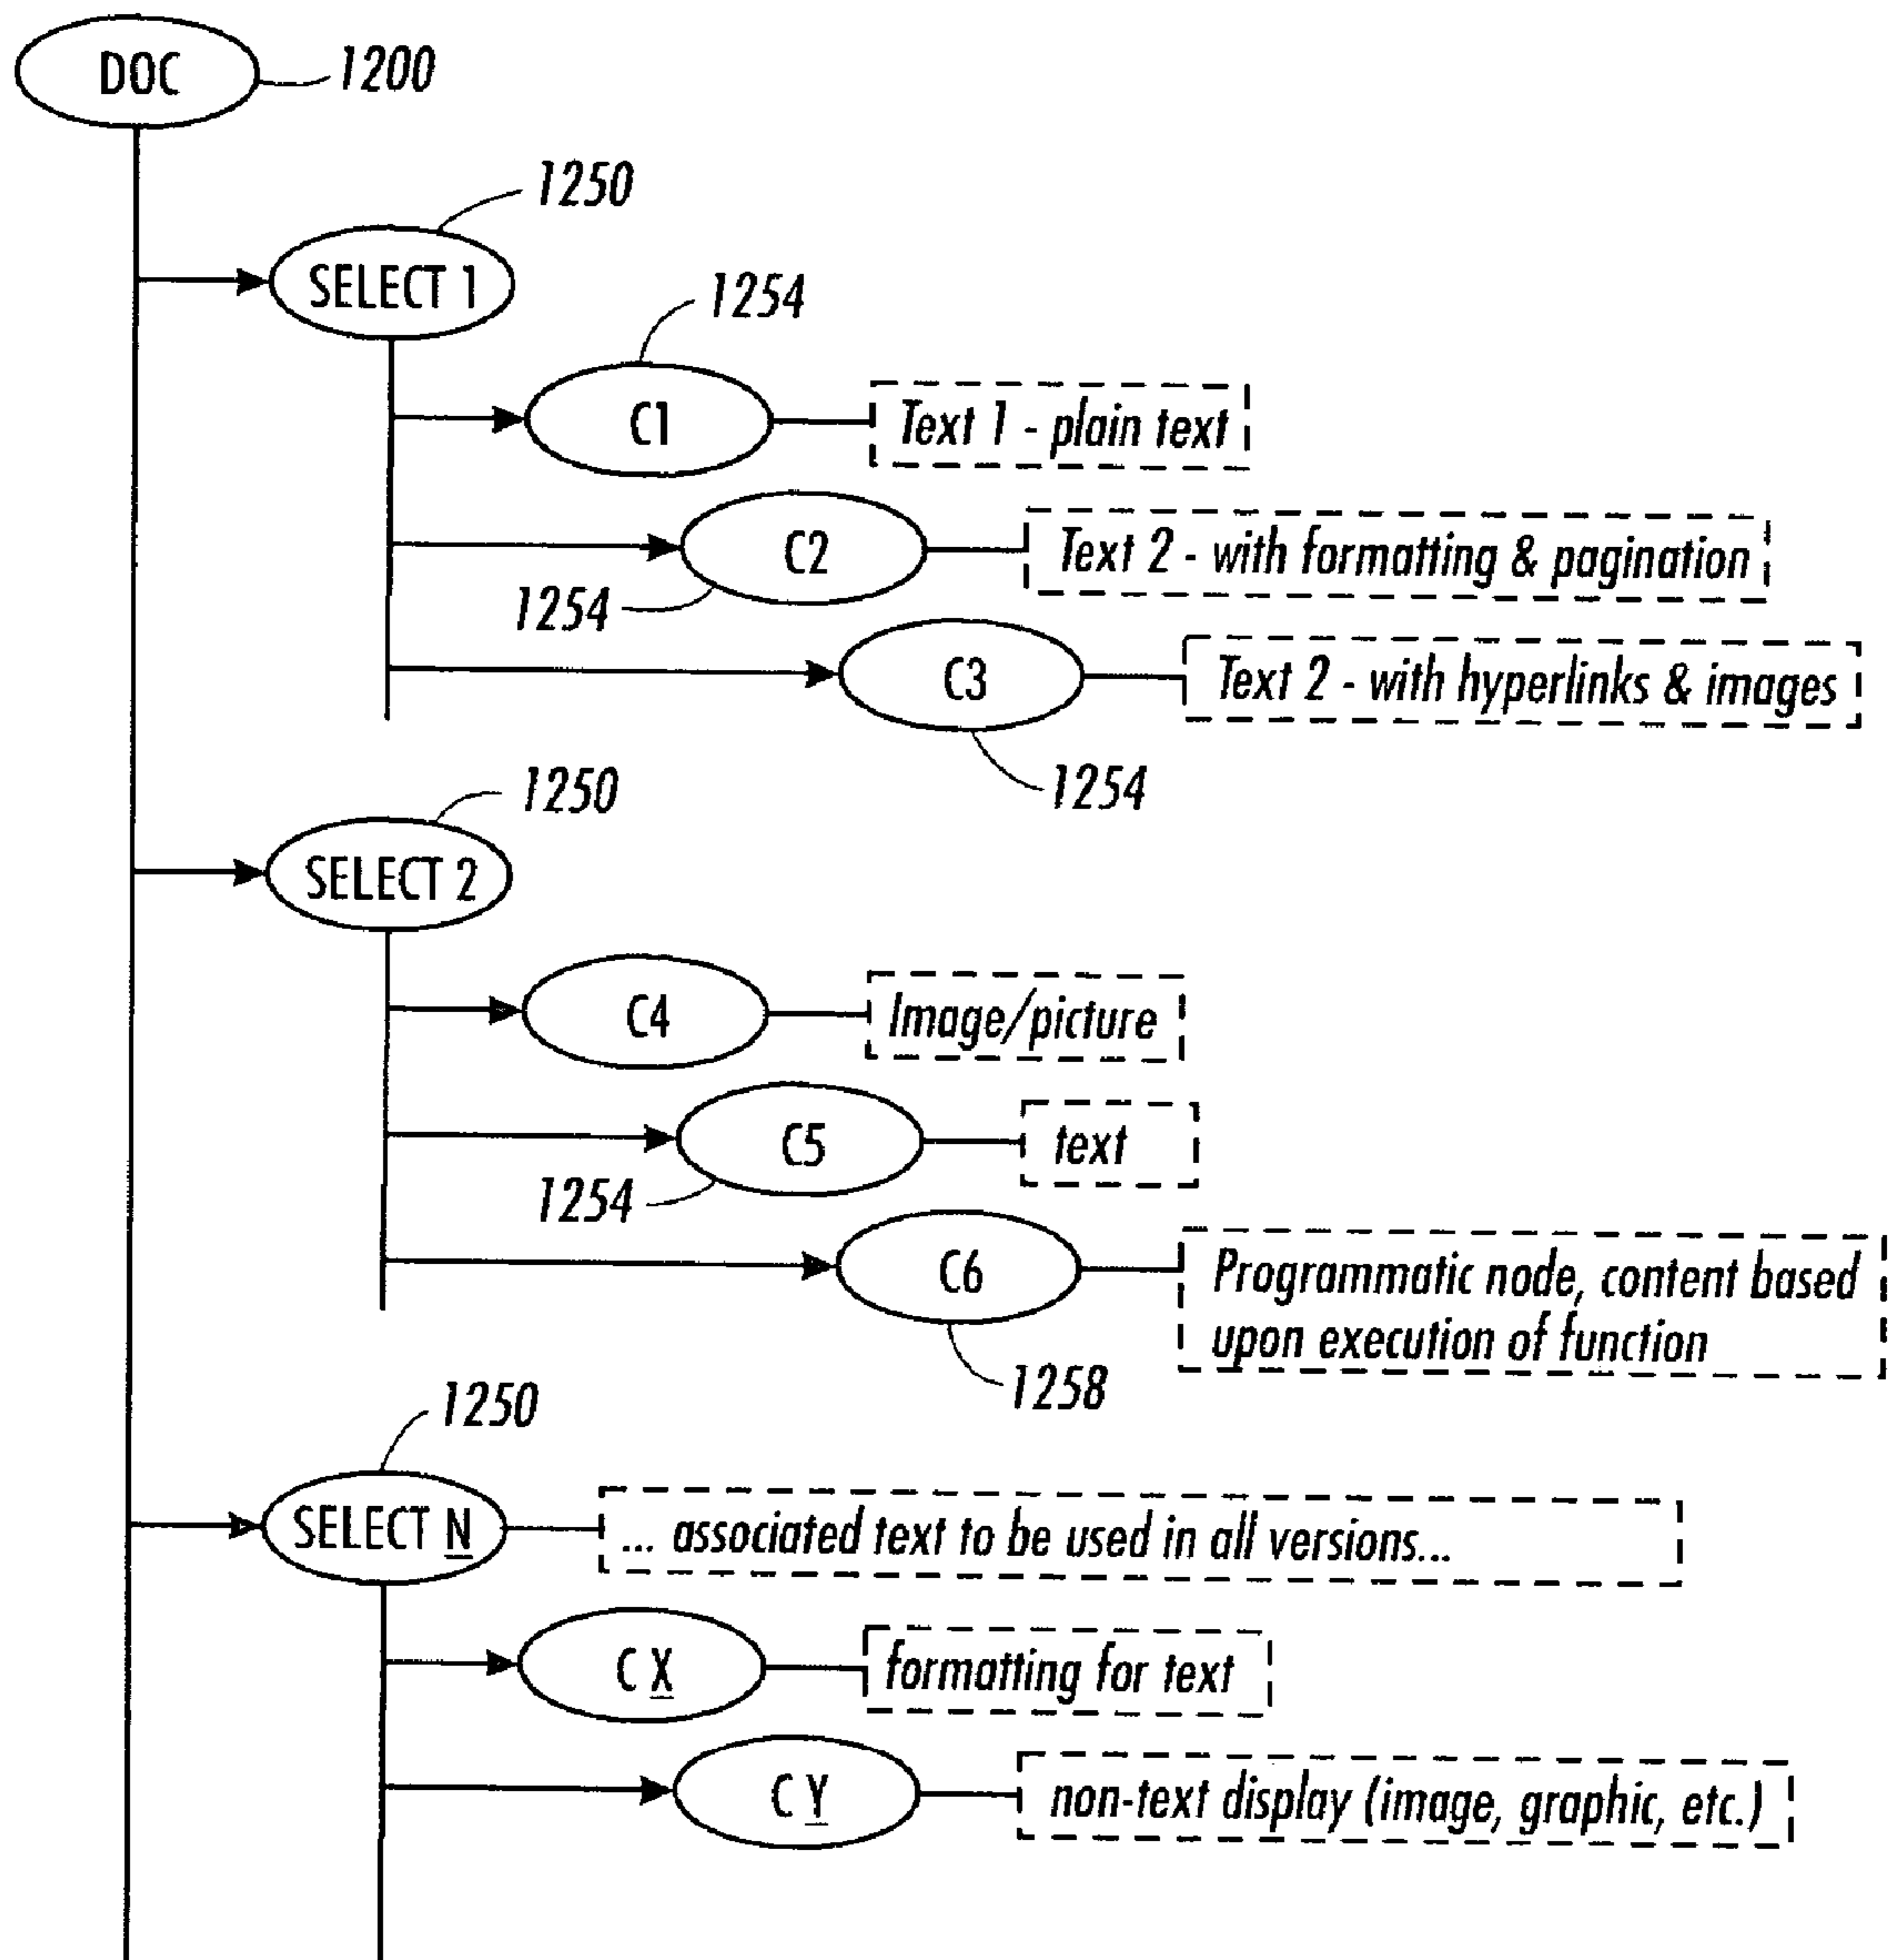 DOC
1200
1250
SELECT 1
1254
C1
Text 1 - plain text
C2
Text 2 - with formatting & pagination
1254
C3
Text 2 - with hyperlinks & images
1254
1250
SELECT 2
C4
Image/picture
C5
text
1254
C6
Programmatic node, content based
upon execution of function
1258
1250
SELECT N
... associated text to be used in all versions...
C X
formatting for text
C Y
non-text display (image, graphic, etc.)